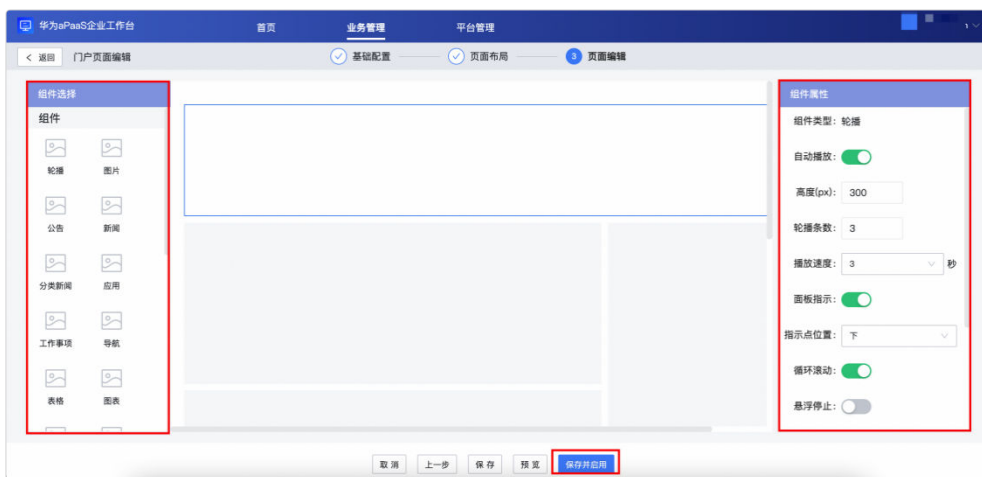 华为aPaaS企业工作台 首页 业务管理 平台管理
< 返回 门户页面编辑 基础配置 页面布局 3 页面编辑
组件选择
组件
轮播 图片
公告 新闻
分类新闻 应用
工作事项 导航
表格 图表
组件属性
组件类型: 轮播
自动播放:
高度(px): 300
轮播条数: 3
播放速度: 3 秒
面板指示:
指示点位置: 下
循环滚动:
悬浮停止:
取消 上一步 保存 预览 保存并启用